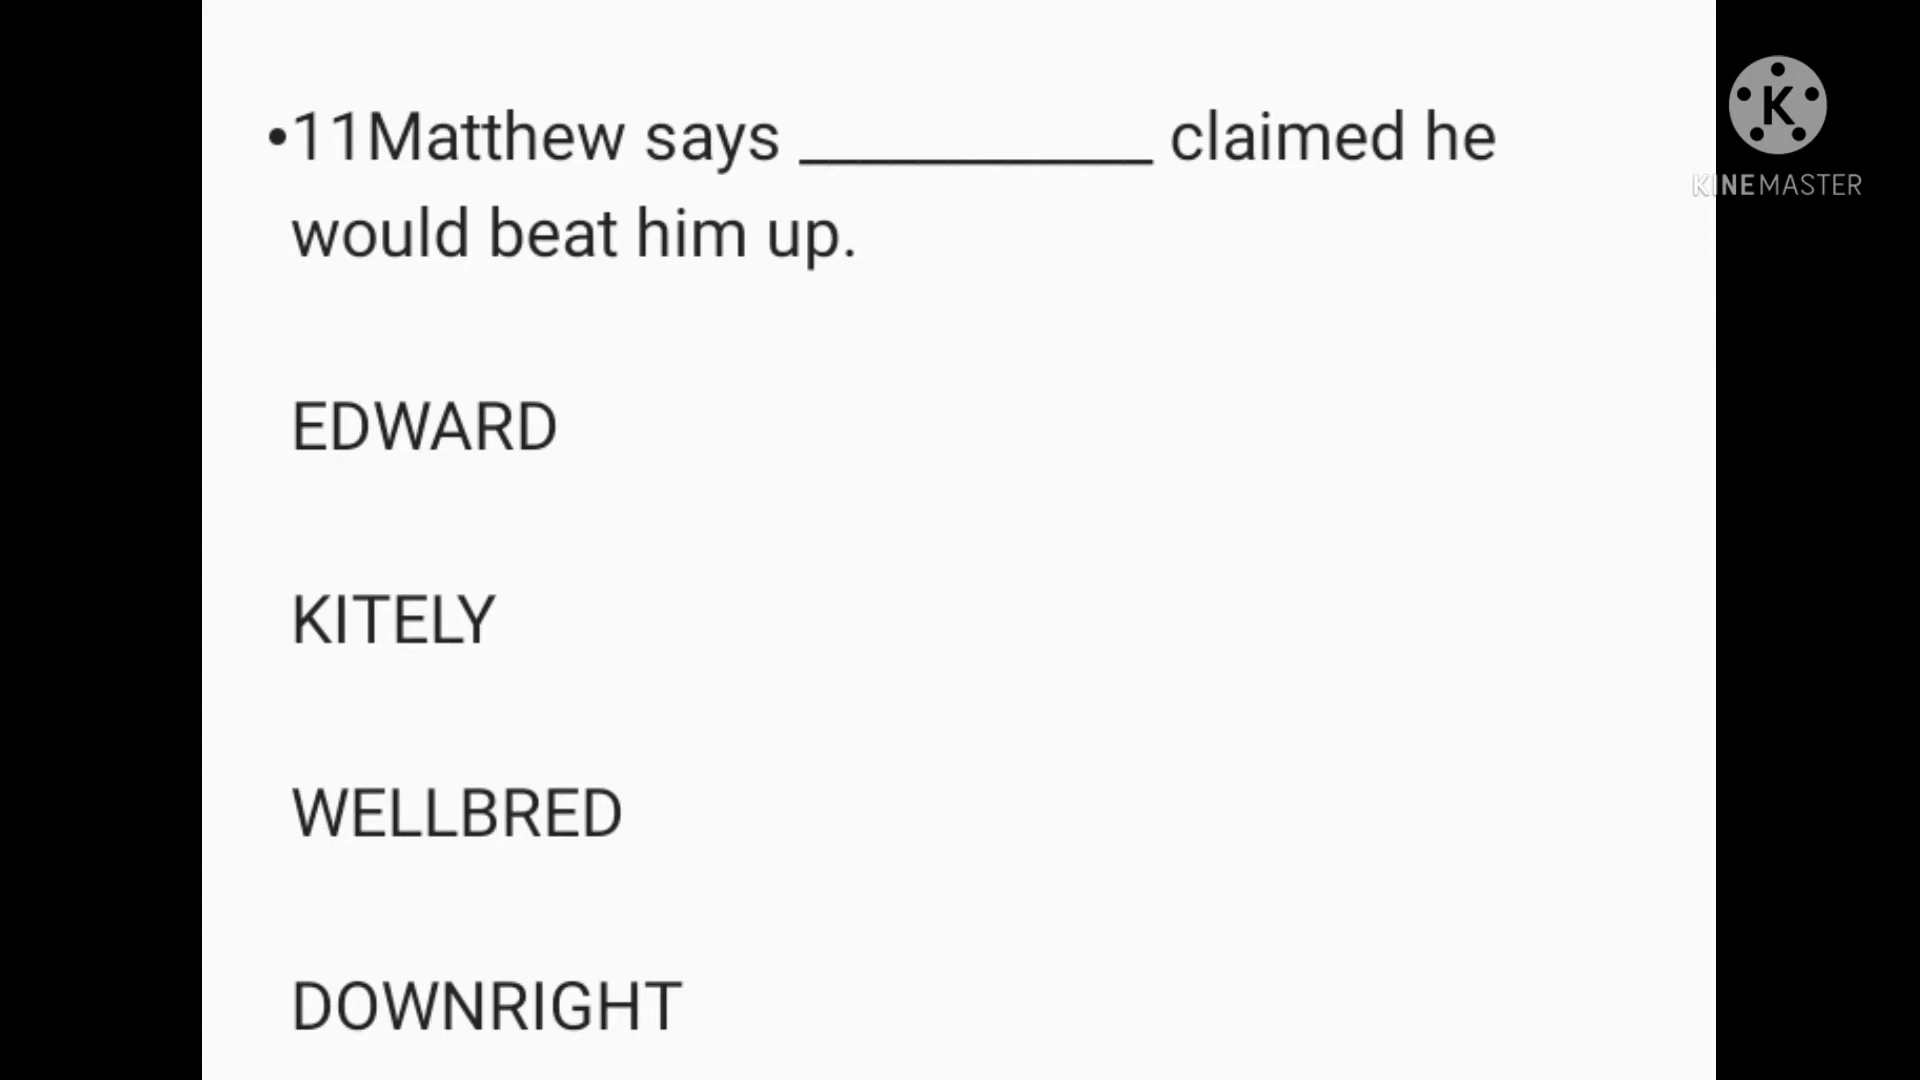 •11Matthew says ___________ claimed he
would beat him up.
EDWARD
KITELY
WELLBRED
DOWNRIGHT
K
KINEMASTER